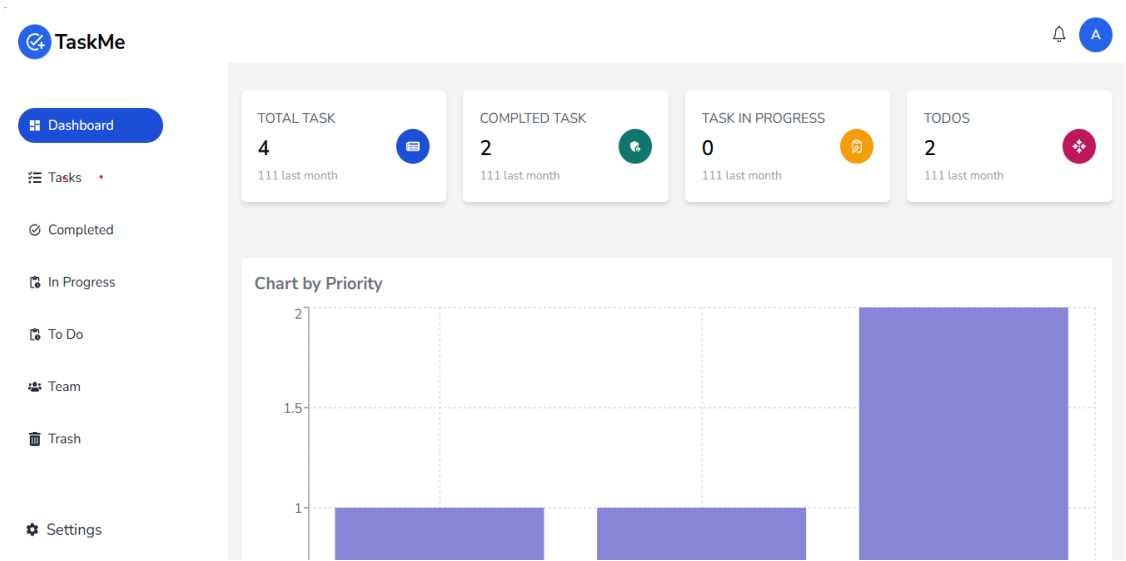 TaskMe
A
Dashboard
Tasks
Completed
In Progress
To Do
Team
Trash
Settings
TOTAL TASK
4
111 last month
COMPLTED TASK
2
111 last month
TASK IN PROGRESS
0
111 last month
TODOS
2
111 last month
Chart by Priority
2
1.5
1